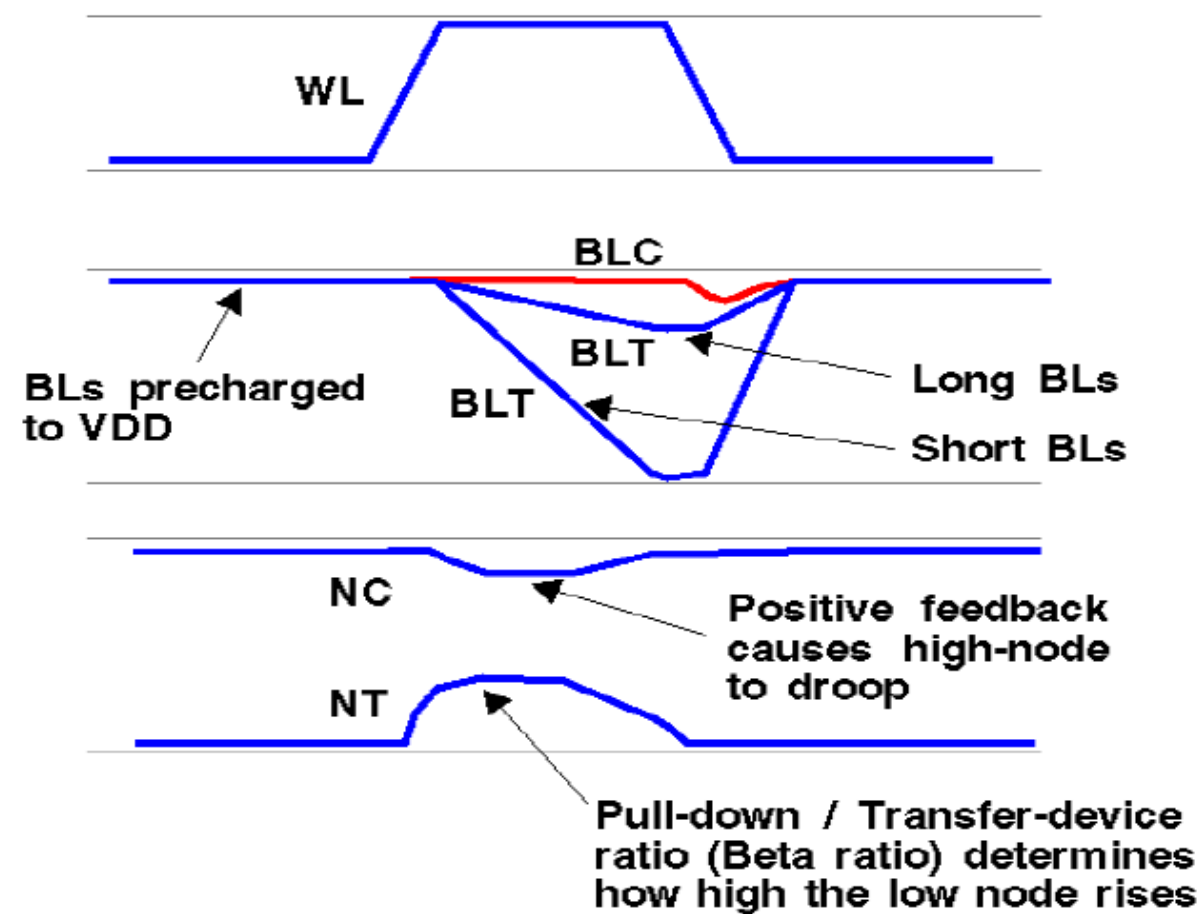 WL
BLC
BLT
BLs precharged
to VDD
BLT
Long BLs
Short BLs
NC
Positive feedback
causes high-node
to droop
NT
Pull-down / Transfer-device
ratio (Beta ratio) determines
how high the low node rises